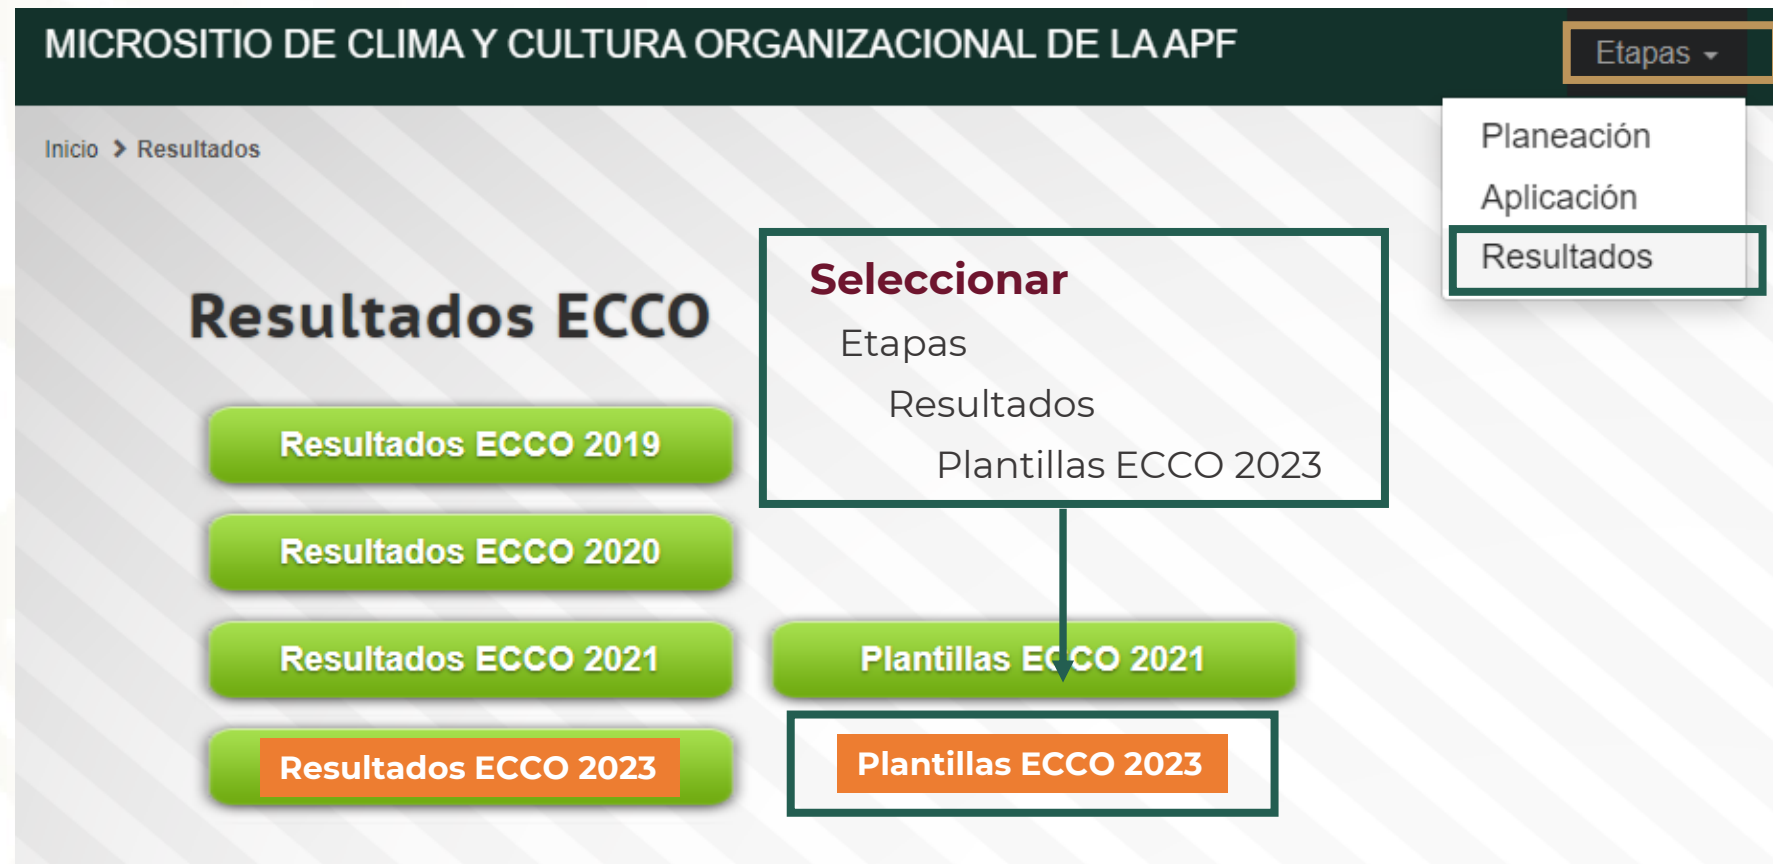 MICROSITIO DE CLIMA Y CULTURA ORGANIZACIONAL DE LA APF
Etapas
Planeación
Aplicación
Resultados
Inicio > Resultados
Resultados ECCO
Seleccionar
Etapas
Resultados
Plantillas ECCO 2023
Resultados ECCO 2019
Resultados ECCO 2020
Resultados ECCO 2021
Plantillas ECCO 2021
Resultados ECCO 2023
Plantillas ECCO 2023